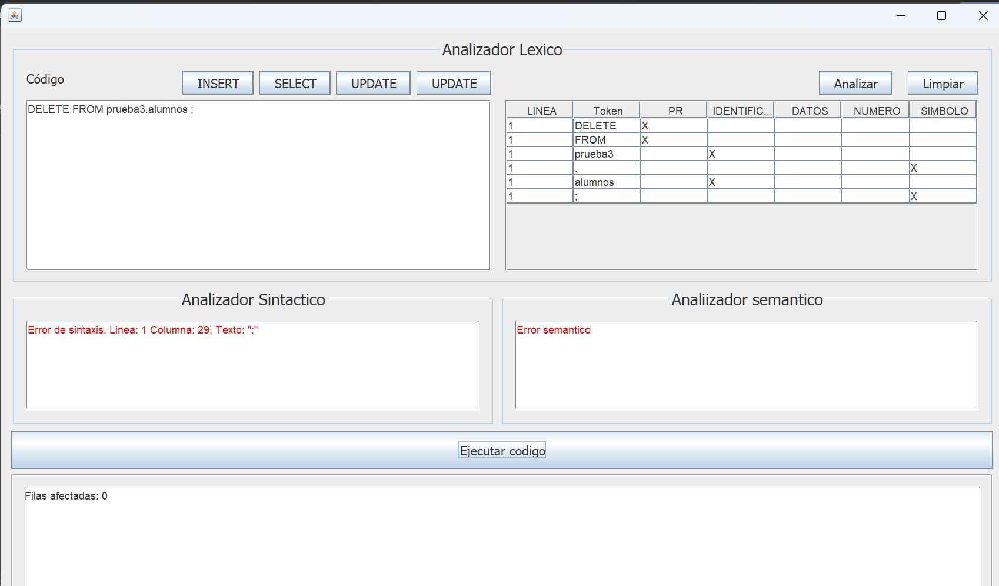 Analizador Lexico
Código
INSERT SELECT UPDATE UPDATE Analizar Limpiar
DELETE FROM prueba3.alumnos ;
LINEA Token PR IDENTIFIC... DATOS NUMERO SIMBOLO
1 DELETE X
1 FROM X
1 prueba3 X
1 . X
1 alumnos X
1 ; X
Analizador Sintactico
Error de sintaxis. Linea: 1 Columna: 29, Texto: ";"
Analiizador semantico
Error semantico
Ejecutar codigo
Filas afectadas: 0